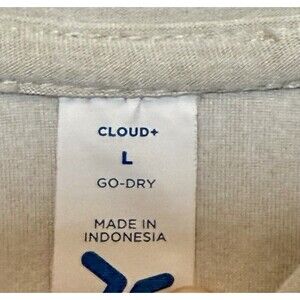 CLOUD+
L
GO-DRY
MADE IN
INDONESIA